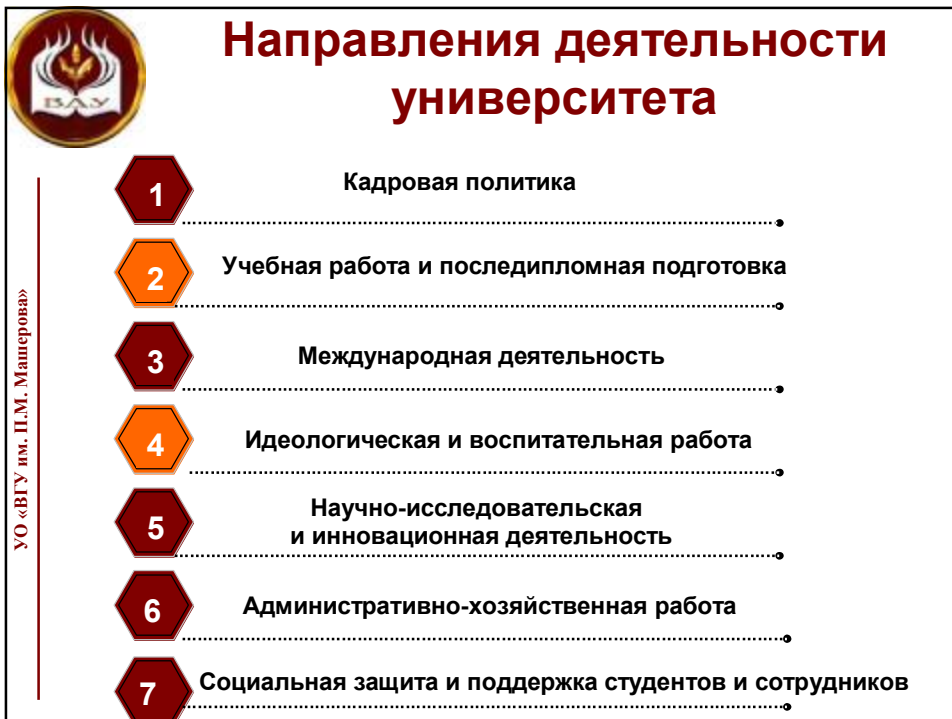 Направления деятельности
университета
ВДУ
УО «ВГУ им. П.М. Машерова»
1
Кадровая политика
2
Учебная работа и последипломная подготовка
3
Международная деятельность
4
Идеологическая и воспитательная работа
5
Научно-исследовательская
и инновационная деятельность
6
Административно-хозяйственная работа
7
Социальная защита и поддержка студентов и сотрудников